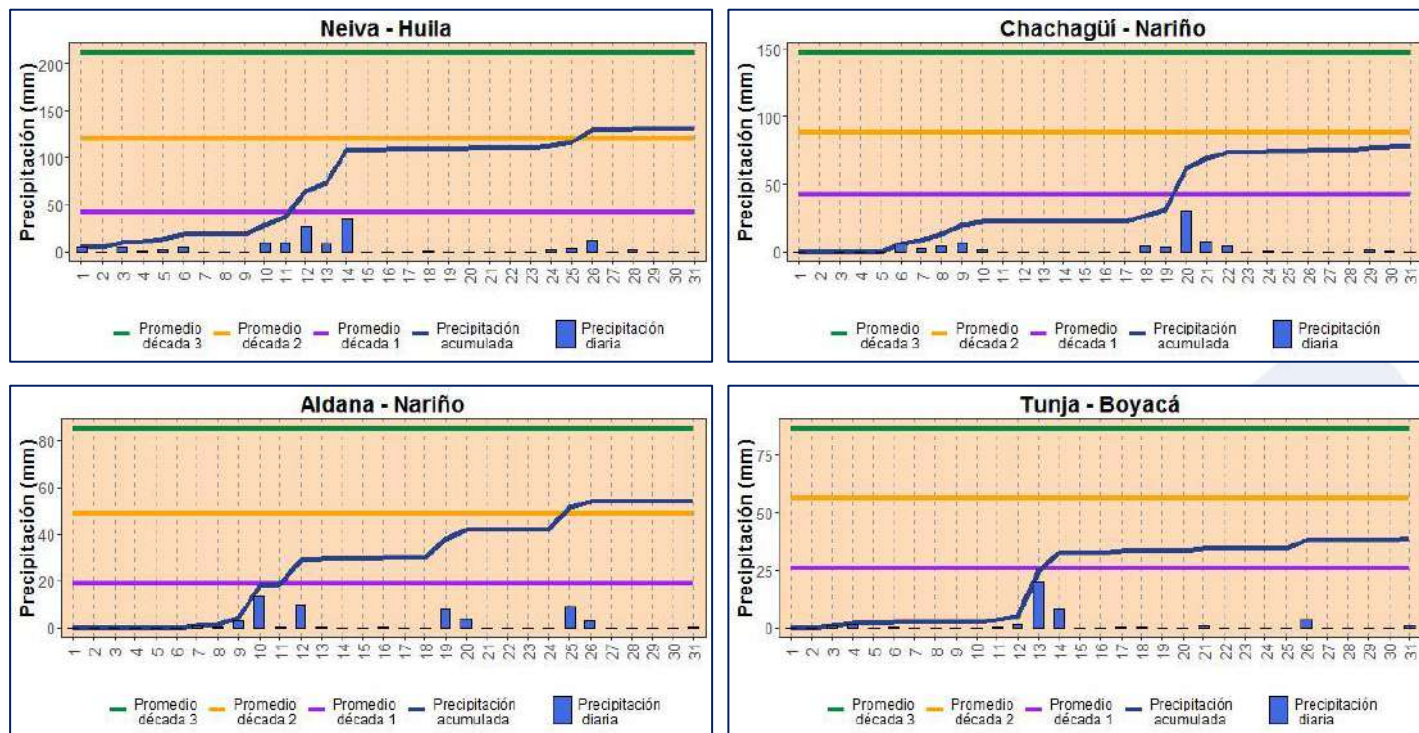 Neiva - Huila
Precipitación (mm)
200
150
100
50
0
1 2 3 4 5 6 7 8 9 10 11 12 13 14 15 16 17 18 19 20 21 22 23 24 25 26 27 28 29 30 31
Promedio década 3 Promedio década 2 Promedio década 1 Precipitación acumulada Precipitación diaria
Chachagüí - Nariño
Precipitación (mm)
150
100
50
0
1 2 3 4 5 6 7 8 9 10 11 12 13 14 15 16 17 18 19 20 21 22 23 24 25 26 27 28 29 30 31
Promedio década 3 Promedio década 2 Promedio década 1 Precipitación acumulada Precipitación diaria
Aldana - Nariño
Precipitación (mm)
80
60
40
20
0
1 2 3 4 5 6 7 8 9 10 11 12 13 14 15 16 17 18 19 20 21 22 23 24 25 26 27 28 29 30 31
Promedio década 3 Promedio década 2 Promedio década 1 Precipitación acumulada Precipitación diaria
Tunja - Boyacá
Precipitación (mm)
75
50
25
0
1 2 3 4 5 6 7 8 9 10 11 12 13 14 15 16 17 18 19 20 21 22 23 24 25 26 27 28 29 30 31
Promedio década 3 Promedio década 2 Promedio década 1 Precipitación acumulada Precipitación diaria